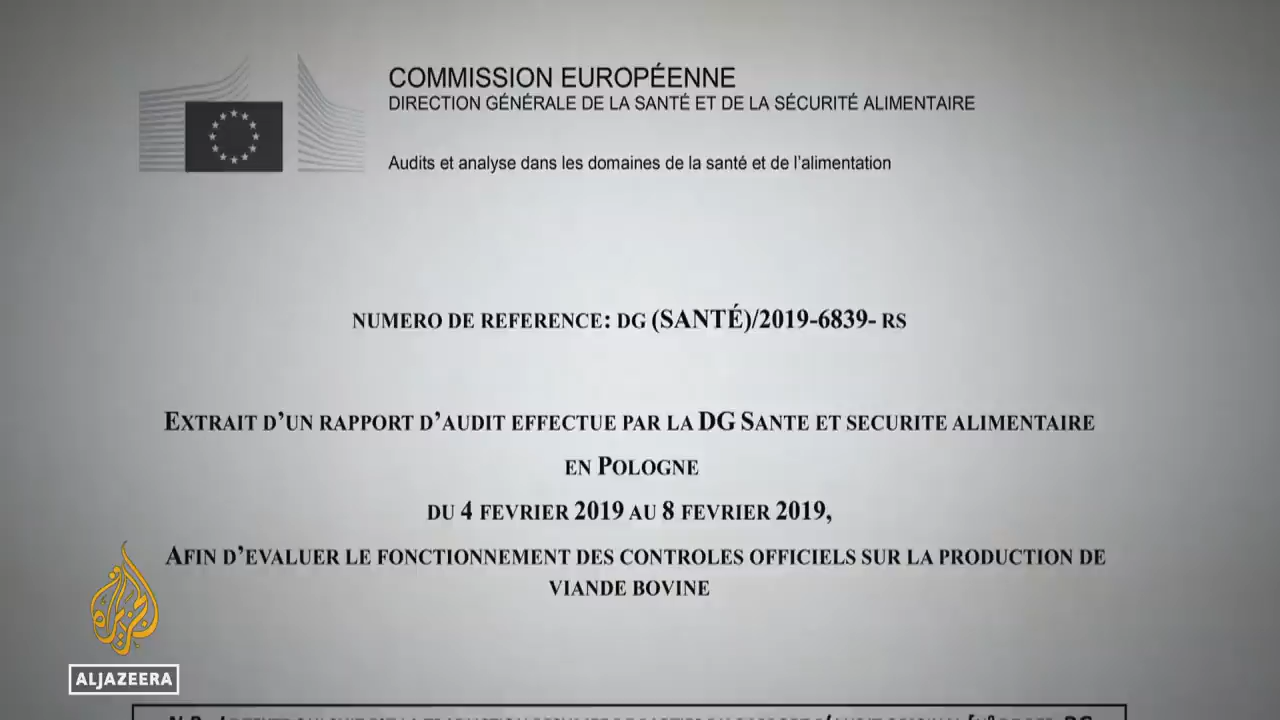 COMMISSION EUROPÉENNE
DIRECTION GÉNÉRALE DE LA SANTÉ ET DE LA SÉCURITÉ ALIMENTAIRE
Audits et analyse dans les domaines de la santé et de l’alimentation
NUMERO DE REFERENCE: DG (SANTÉ)/2019-6839- RS
EXTRAIT D’UN RAPPORT D’AUDIT EFFECTUE PAR LA DG SANTE ET SECURITE ALIMENTAIRE
EN POLOGNE
DU 4 FEVRIER 2019 AU 8 FEVRIER 2019,
AFIN D’EVALUER LE FONCTIONNEMENT DES CONTROLES OFFICIELS SUR LA PRODUCTION DE
VIANDE BOVINE
الجزيرة
ALJAZEERA